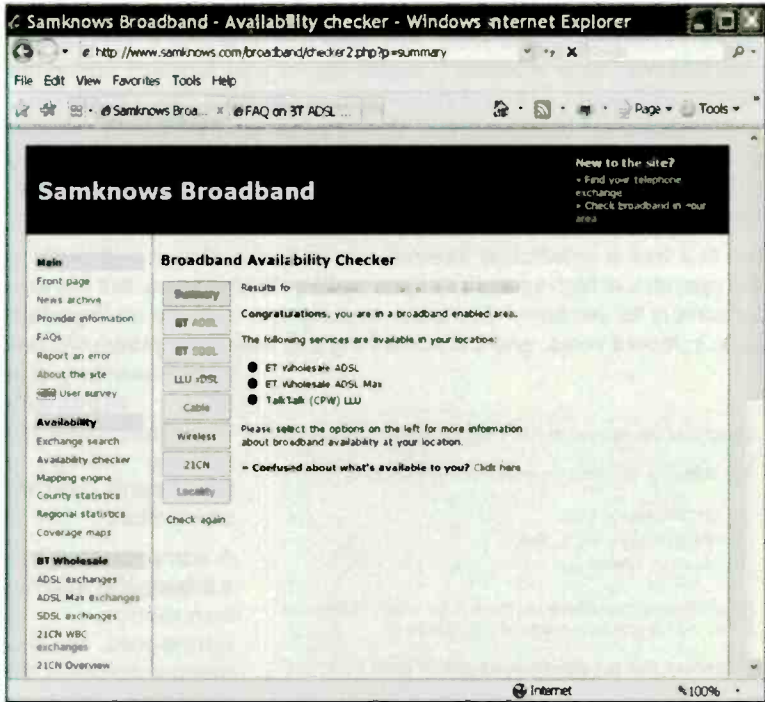 Samknows Broadband - Availability checker - Windows Internet Explorer
http://www.samknows.com/broadband/checker2.php?p=summary
File Edit View Favorites Tools Help
Samknows Broa... x FAQ on BT ADSL ...
Page Tools
Samknows Broadband
New to the site?
» Find your telephone
exchange
» Check broadband in your
area
Main
Front page
News archive
Provider information
FAQs
Report an error
About the site
User survey
Availability
Exchange search
Availability checker
Mapping engine
County statistics
Regional statistics
Coverage maps
BT Wholesale
ADSL exchanges
ADSL Max exchanges
SDSL exchanges
21CN WBC
exchanges
21CN Overview
Broadband Availability Checker
Summary
BT ADSL
BT SDSL
LLU xDSL
Cable
Wireless
21CN
Locality
Check again
Results fo
Congratulations, you are in a broadband enabled area.
The following services are available in your location
BT Wholesale ADSL
BT Wholesale ADSL Max
TalkTalk (CPW) LLU
Please select the options on the left for more information
about broadband availability at your location.
» Confused about what's available to you? Click here
Internet 100%